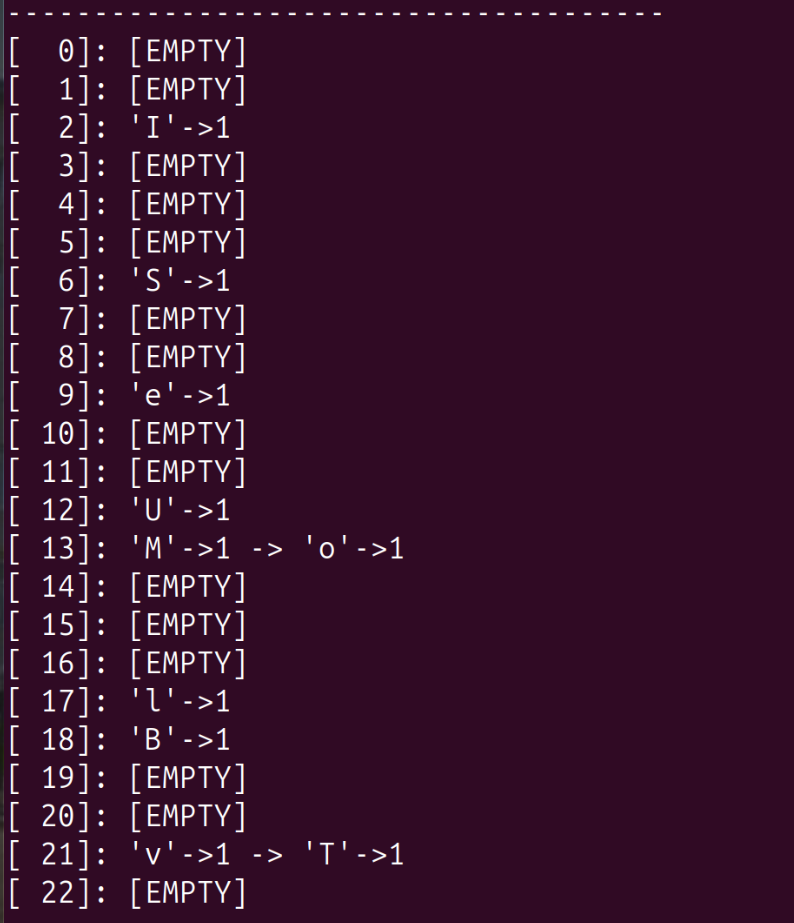 ---------------------------------------
[  0]: [EMPTY]
[  1]: [EMPTY]
[  2]: 'I'->1
[  3]: [EMPTY]
[  4]: [EMPTY]
[  5]: [EMPTY]
[  6]: 'S'->1
[  7]: [EMPTY]
[  8]: [EMPTY]
[  9]: 'e'->1
[ 10]: [EMPTY]
[ 11]: [EMPTY]
[ 12]: 'U'->1
[ 13]: 'M'->1 -> 'o'->1
[ 14]: [EMPTY]
[ 15]: [EMPTY]
[ 16]: [EMPTY]
[ 17]: 'l'->1
[ 18]: 'B'->1
[ 19]: [EMPTY]
[ 20]: [EMPTY]
[ 21]: 'v'->1 -> 'T'->1
[ 22]: [EMPTY]